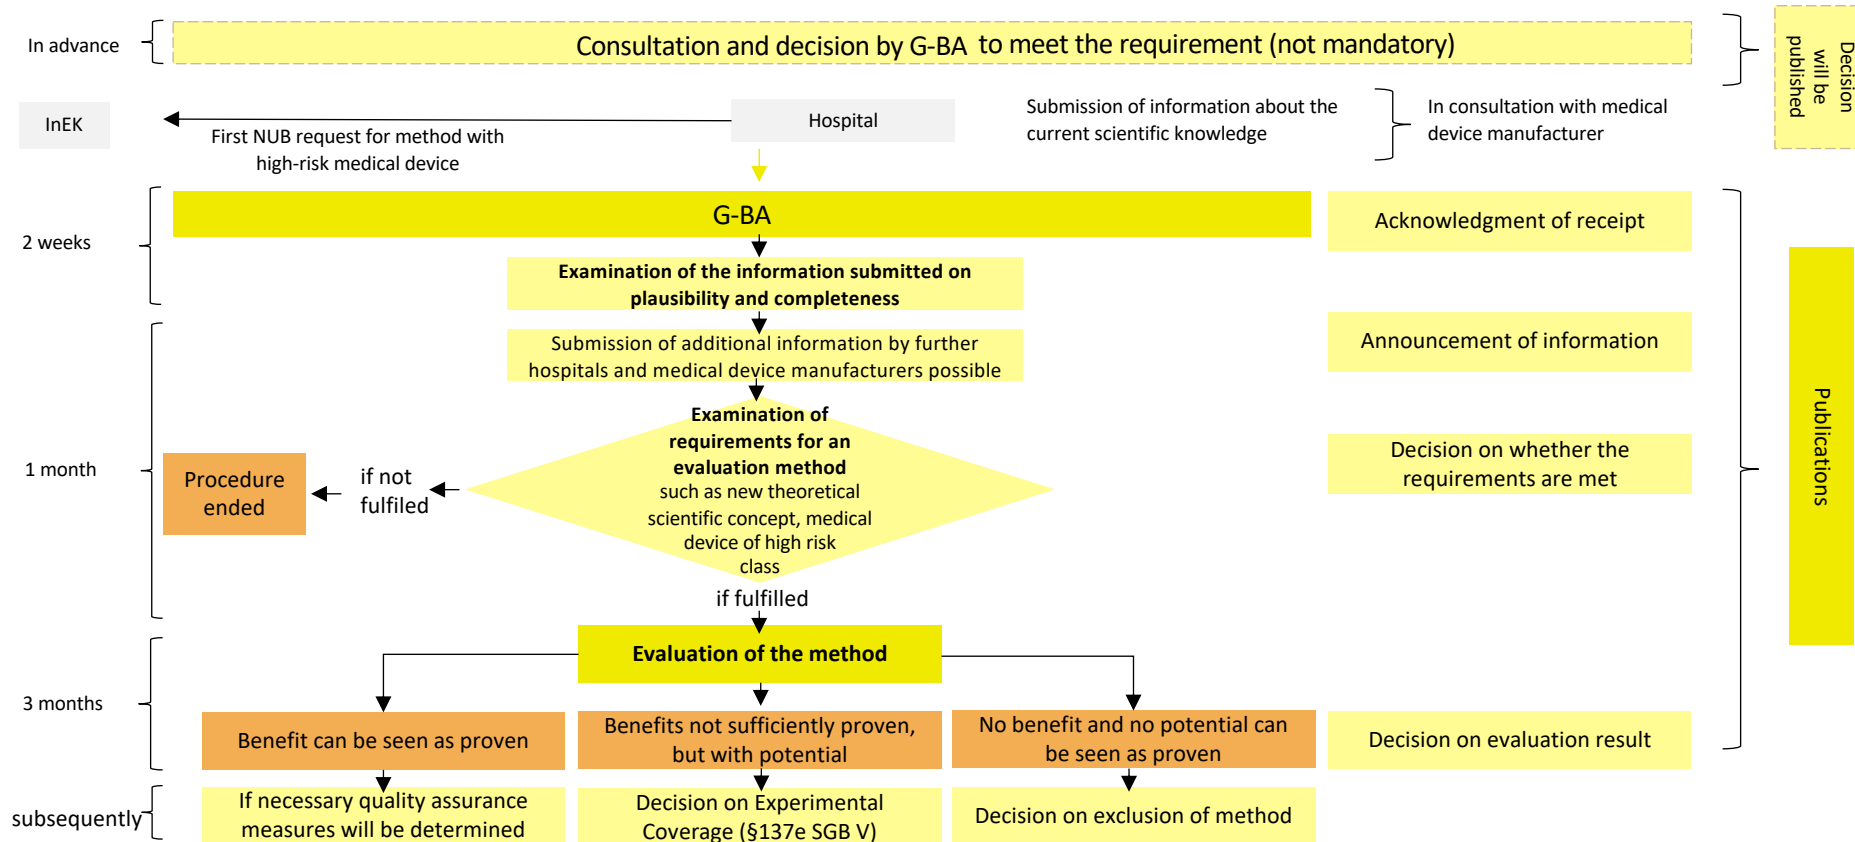 In advance
Consultation and decision by G-BA to meet the requirement (not mandatory)
Decision
will be
published
InEK
First NUB request for method with
high-risk medical device
Hospital
Submission of information about the
current scientific knowledge
In consultation with medical
device manufacturer
2 weeks
G-BA
Acknowledgment of receipt
Examination of the information submitted on
plausibility and completeness
Submission of additional information by further
hospitals and medical device manufacturers possible
Announcement of information
Publications
1 month
Procedure
ended
if not
fulfiled
Examination of
requirements for an
evaluation method
such as new theoretical
scientific concept, medical
device of high risk
class
Decision on whether the
requirements are met
if fulfilled
3 months
Evaluation of the method
Benefit can be seen as proven
Benefits not sufficiently proven,
but with potential
No benefit and no potential can
be seen as proven
Decision on evaluation result
subsequently
If necessary quality assurance
measures will be determined
Decision on Experimental
Coverage (§137e SGB V)
Decision on exclusion of method